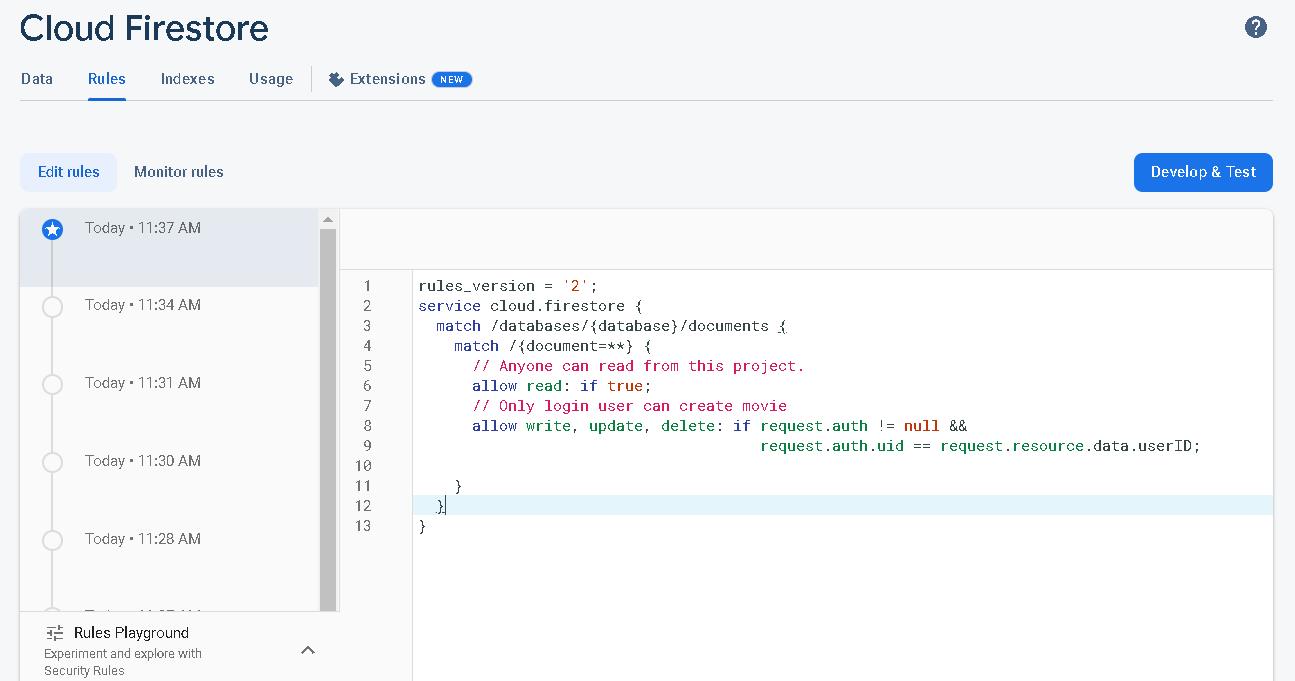 Cloud Firestore
Data Rules Indexes Usage Extensions NEW
Edit rules Monitor rules Develop & Test
Today • 11:37 AM
Today • 11:34 AM
Today • 11:31 AM
Today • 11:30 AM
Today • 11:28 AM
Rules Playground
Experiment and explore with
Security Rules
1 rules_version = '2';
2 service cloud.firestore {
3 match /databases/{database}/documents {
4 match /{document=**} {
5 // Anyone can read from this project.
6 allow read: if true;
7 // Only login user can create movie
8 allow write, update, delete: if request.auth != null &&
9 request.auth.uid == request.resource.data.userID;
10
11 }
12 }
13 }